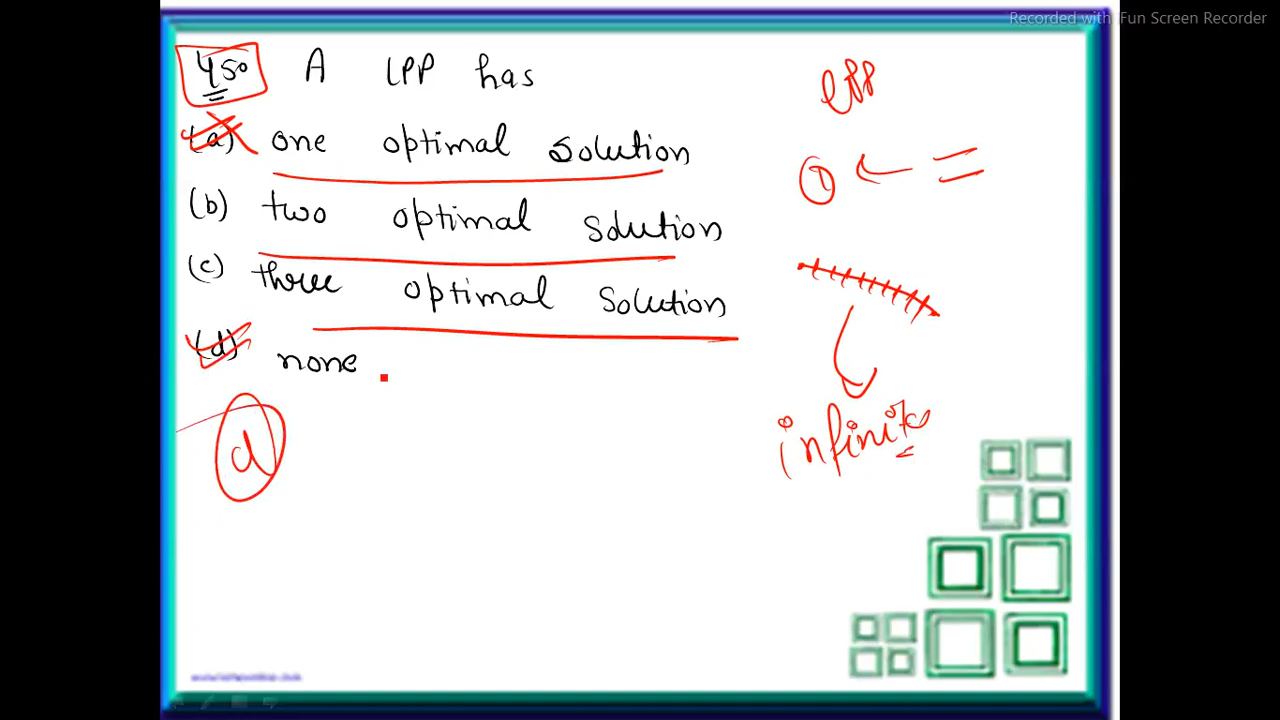 Recorded with Fun Screen Recorder
450 A LPP has
(a) one optimal solution
(b) two optimal solution
(c) three optimal solution
(d) none
d
1
infinite